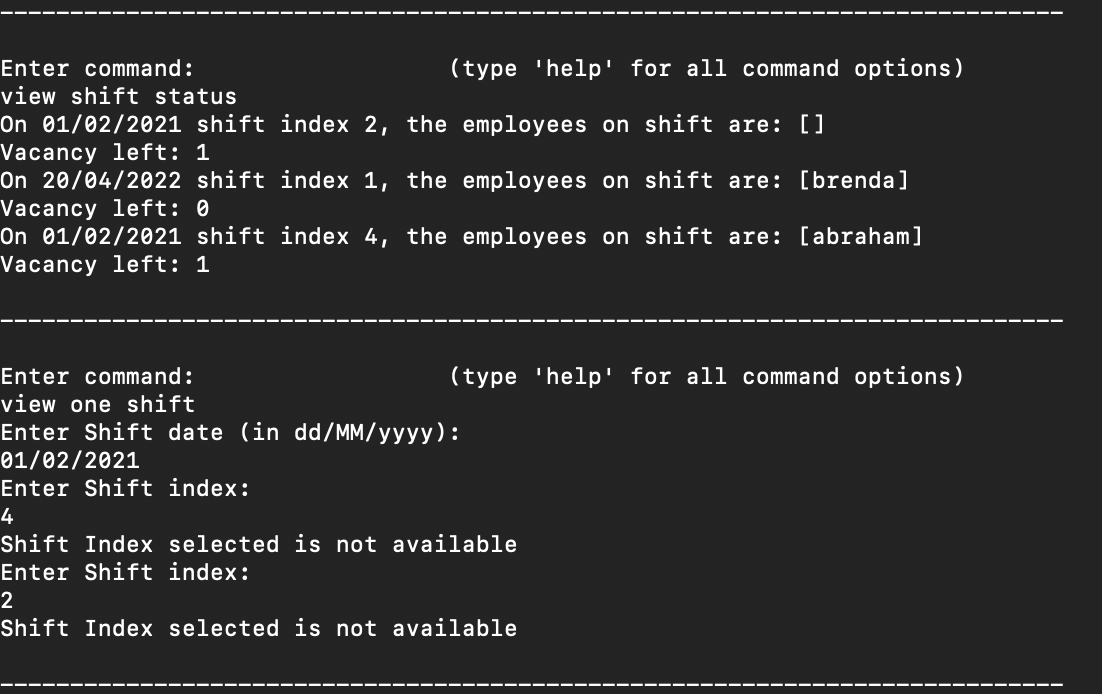 ----------------------------------------------------------------------------
Enter command:                  (type 'help' for all command options)
view shift status
On 01/02/2021 shift index 2, the employees on shift are: []
Vacancy left: 1
On 20/04/2022 shift index 1, the employees on shift are: [brenda]
Vacancy left: 0
On 01/02/2021 shift index 4, the employees on shift are: [abraham]
Vacancy left: 1
----------------------------------------------------------------------------
Enter command:                  (type 'help' for all command options)
view one shift
Enter Shift date (in dd/MM/yyyy):
01/02/2021
Enter Shift index:
4
Shift Index selected is not available
Enter Shift index:
2
Shift Index selected is not available
----------------------------------------------------------------------------